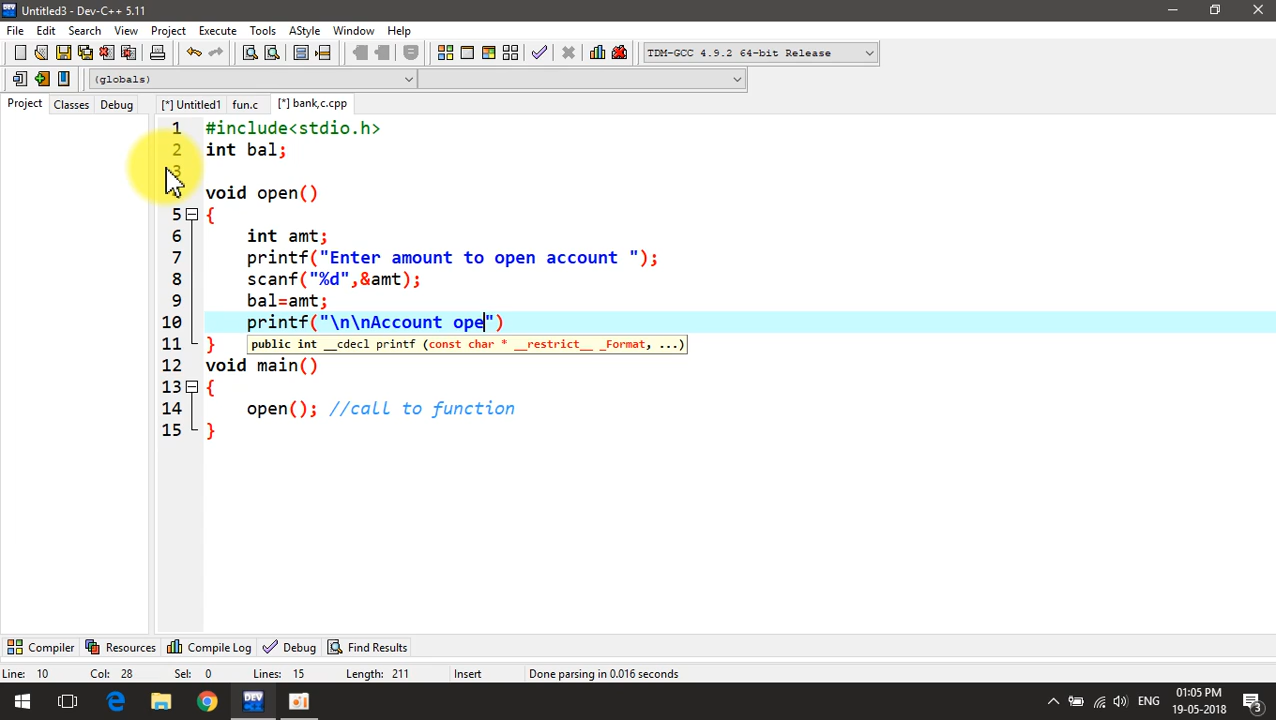 Untitled3 - Dev-C++ 5.11
File Edit Search View Project Execute Tools AStyle Window Help
TDM-GCC 4.9.2 64-bit Release
(globals)
Project Classes Debug [*] Untitled1 fun.c [*] bank,c.cpp
1 #include<stdio.h>
2 int bal;
3
void open()
5 {
6 int amt;
7 printf("Enter amount to open account ");
8 scanf("%d",&amt);
9 bal=amt;
10 printf("\n\nAccount ope")
11 }
public int __cdecl printf (const char * __restrict__ _Format, ...)
12 void main()
13 {
14 open(); //call to function
15 }
Compiler Resources Compile Log Debug Find Results
Line: 10 Col: 28 Sel: 0 Lines: 15 Length: 211 Insert Done parsing in 0.016 seconds
DEV
ENG
01:05 PM
19-05-2018
3